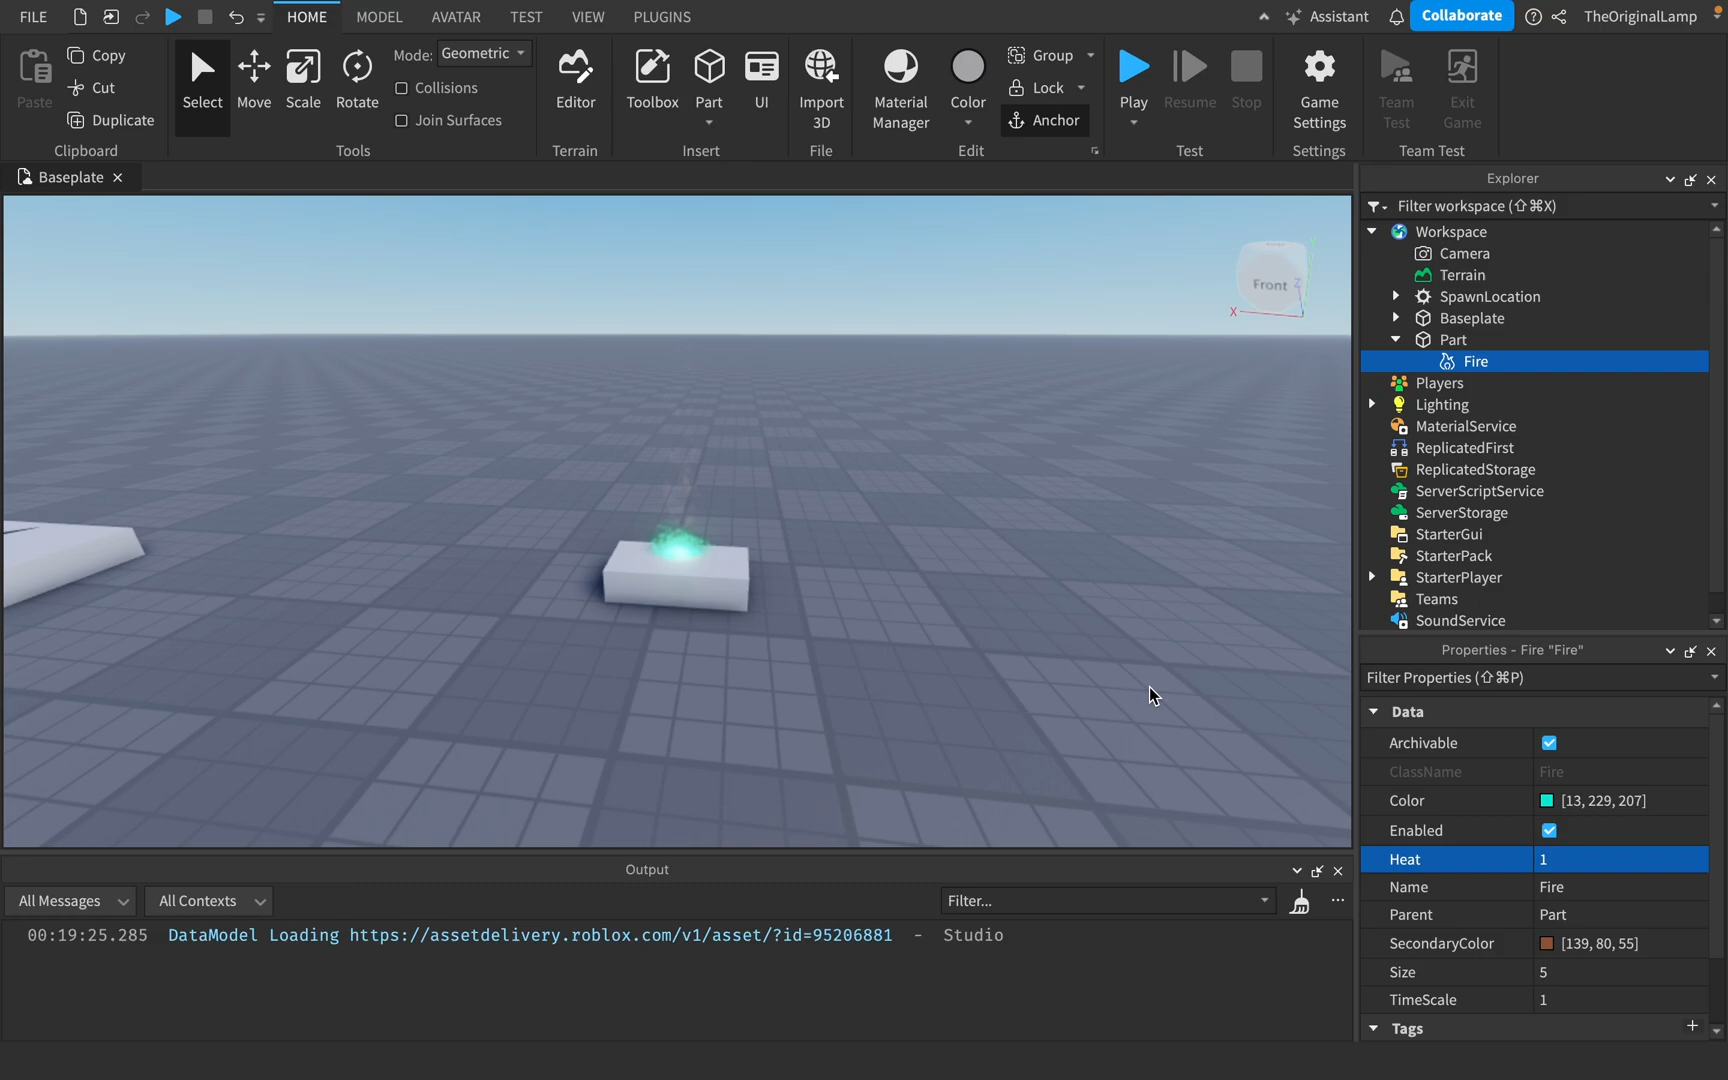 FILE HOME MODEL AVATAR TEST VIEW PLUGINS Assistant Collaborate TheOriginalLamp
Paste Copy Cut Duplicate
Clipboard
Select Move Scale Rotate
Mode: Geometric
Collisions
Join Surfaces
Tools
Editor
Terrain
Toolbox Part UI
Insert
Import
3D
File
Material
Manager
Color
Group
Lock
Anchor
Edit
Play Resume Stop
Test
Game
Settings
Settings
Team
Test
Exit
Game
Team Test
Baseplate
Front
X
Z
Explorer
Filter workspace (⇧⌘X)
Workspace
Camera
Terrain
SpawnLocation
Baseplate
Part
Fire
Players
Lighting
MaterialService
ReplicatedFirst
ReplicatedStorage
ServerScriptService
ServerStorage
StarterGui
StarterPack
StarterPlayer
Teams
SoundService
Properties - Fire "Fire"
Filter Properties (⇧⌘P)
Data
Archivable
ClassName Fire
Color [13, 229, 207]
Enabled
Heat 1
Name Fire
Parent Part
SecondaryColor [139, 80, 55]
Size 5
TimeScale 1
Tags
Output
All Messages All Contexts Filter...
00:19:25.285 DataModel Loading https://assetdelivery.roblox.com/v1/asset/?id=95206881 - Studio